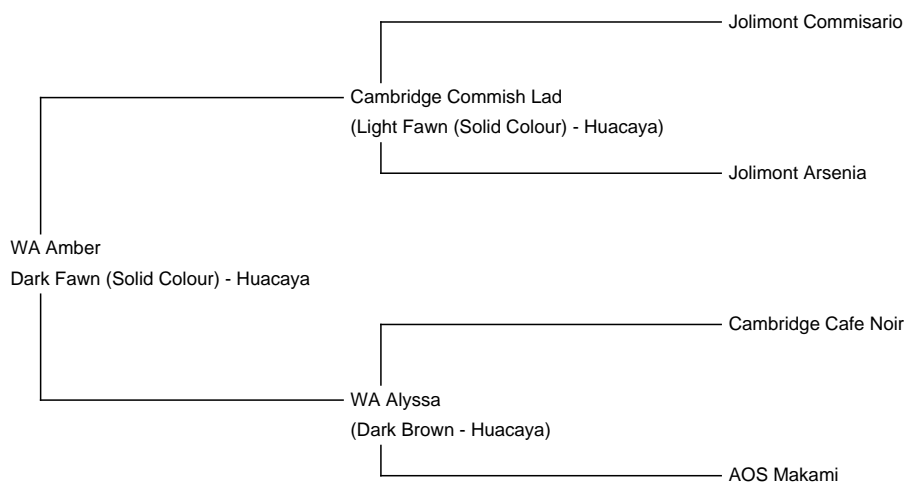 Jolimont Commisario
Cambridge Commish Lad
(Light Fawn (Solid Colour) - Huacaya)
Jolimont Arsenia
WA Amber
Dark Fawn (Solid Colour) - Huacaya
Cambridge Cafe Noir
WA Alyssa
(Dark Brown - Huacaya)
AOS Makami